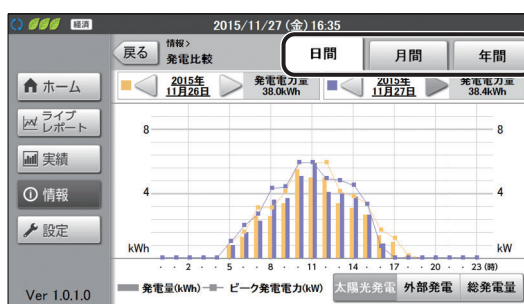 経済 2015/11/27(金)16:35
戻る 情報>
発電比較
日間 月間 年間
2015年
11月26日
発電電力量
38.0kWh
2015年
11月27日
発電電力量
38.4kWh
ホーム
ライブ
レポート
実績
情報
設定
8 8
4 4
kWh kW
・ ・ 2 ・ ・ 5 ・ ・ 8 ・ ・ 11 ・ ・ 14 ・ ・ 17 ・ ・ 20 ・ ・ 23 (時)
発電量(kWh) ピーク発電電力(kW) 太陽光発電 外部発電 総発電量
Ver 1.0.1.0